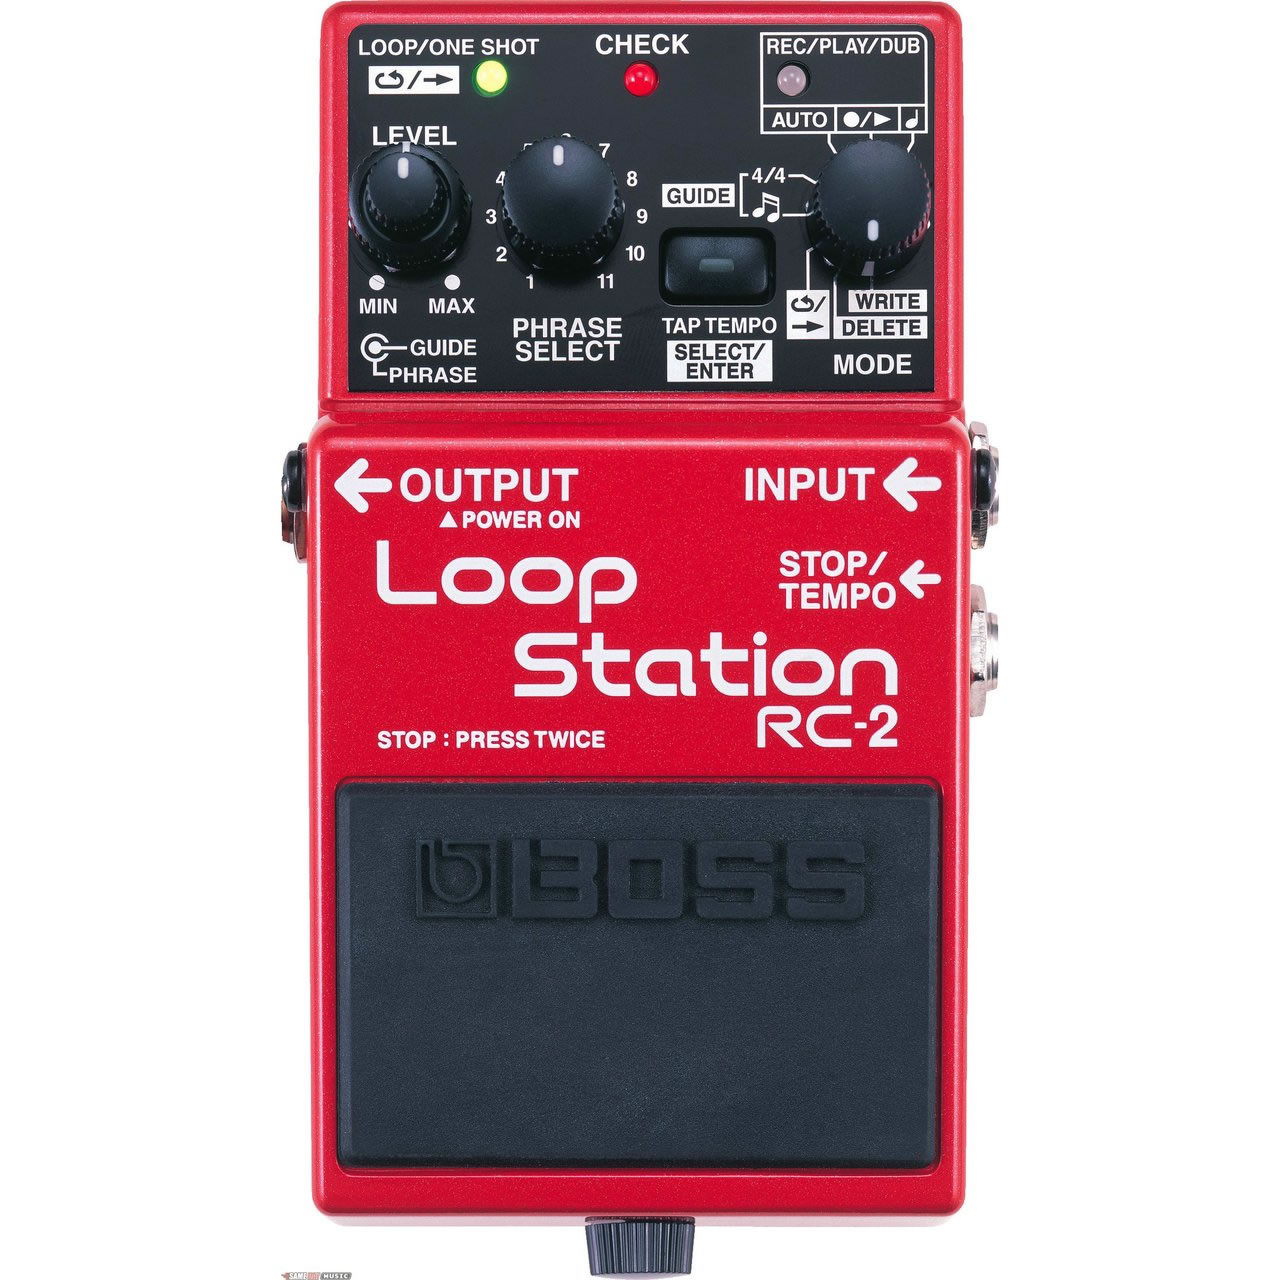 LOOP/ONE SHOT
CHECK
REC/PLAY/DUB
AUTO
LEVEL
4/4
GUIDE
5 6 7
4 8
3 9
2 10
1 11
MIN MAX
GUIDE
PHRASE
PHRASE
SELECT
TAP TEMPO
SELECT/
ENTER
WRITE
DELETE
MODE
OUTPUT
▲POWER ON
INPUT
STOP/
TEMPO
Loop
Station
RC-2
STOP : PRESS TWICE
BOSS